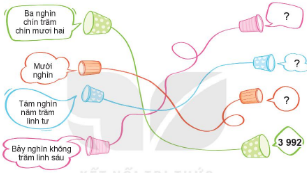 Ba nghìn
chín trăm
chín mươi hai
?
Mười
nghìn
?
Tám nghìn
năm trăm
linh tư
?
Bảy nghìn không
trăm linh sáu
3 992